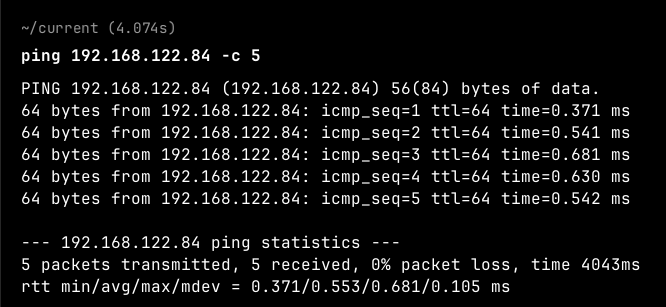 ~/current (4.074s)
ping 192.168.122.84 -c 5
PING 192.168.122.84 (192.168.122.84) 56(84) bytes of data.
64 bytes from 192.168.122.84: icmp_seq=1 ttl=64 time=0.371 ms
64 bytes from 192.168.122.84: icmp_seq=2 ttl=64 time=0.541 ms
64 bytes from 192.168.122.84: icmp_seq=3 ttl=64 time=0.681 ms
64 bytes from 192.168.122.84: icmp_seq=4 ttl=64 time=0.630 ms
64 bytes from 192.168.122.84: icmp_seq=5 ttl=64 time=0.542 ms
--- 192.168.122.84 ping statistics ---
5 packets transmitted, 5 received, 0% packet loss, time 4043ms
rtt min/avg/max/mdev = 0.371/0.553/0.681/0.105 ms